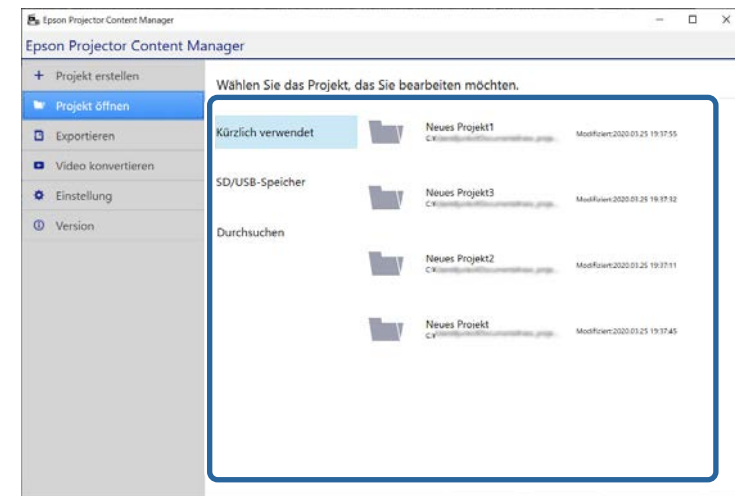 Epson Projector Content Manager
Epson Projector Content Manager
Projekt erstellen
Projekt öffnen
Exportieren
Video konvertieren
Einstellung
Version
Wählen Sie das Projekt, das Sie bearbeiten möchten.
Kürzlich verwendet
SD/USB-Speicher
Durchsuchen
Neues Projekt1
Modifiziert:2020.03.25 19:37:55
Neues Projekt3
Modifiziert:2020.03.25 19:37:32
Neues Projekt2
Modifiziert:2020.03.25 19:37:11
Neues Projekt
Modifiziert:2020.03.25 19:37:45